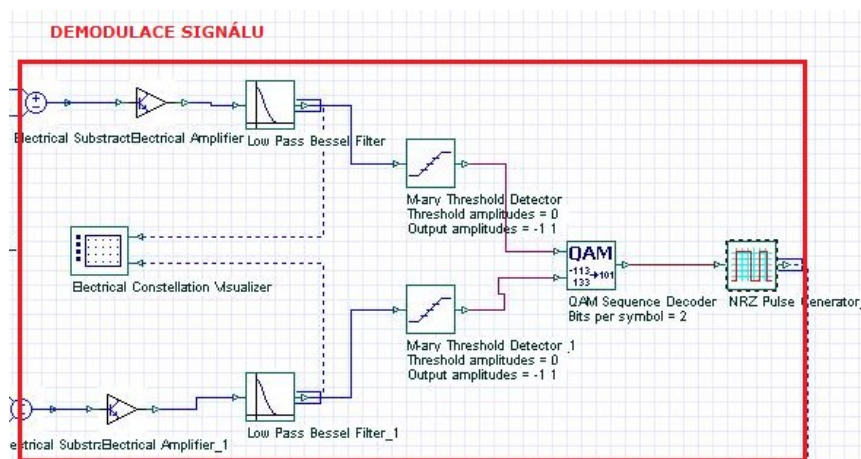 DEMODULACE SIGNÁLU
Electrical Substract
Electrical Amplifier
Low Pass Bessel Filter
M-ary Threshold Detector
Threshold amplitudes = 0
Output amplitudes = -1 1
Electrical Constellation Visualizer
QAM
-113
133
101
QAM Sequence Decoder
Bits per symbol = 2
NRZ Pulse Generator
M-ary Threshold Detector_1
Threshold amplitudes = 0
Output amplitudes = -1 1
Low Pass Bessel Filter_1
ectrical Substra
Electrical Amplifier_1